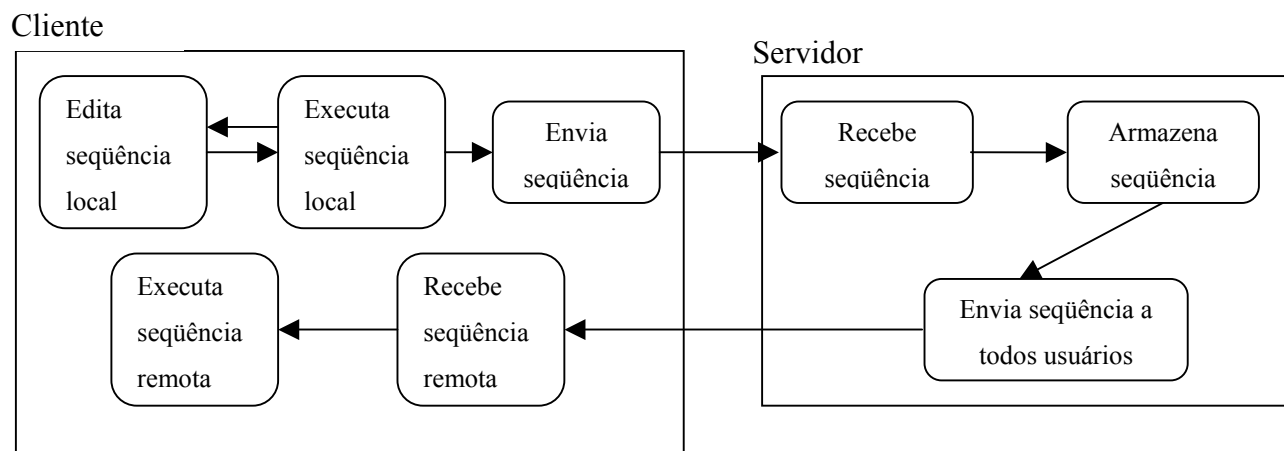 Cliente
Servidor
Edita
seqüência
local
Executa
seqüência
local
Envia
seqüência
Recebe
seqüência
Armazena
seqüência
Executa
seqüência
remota
Recebe
seqüência
remota
Envia seqüência a
todos usuários